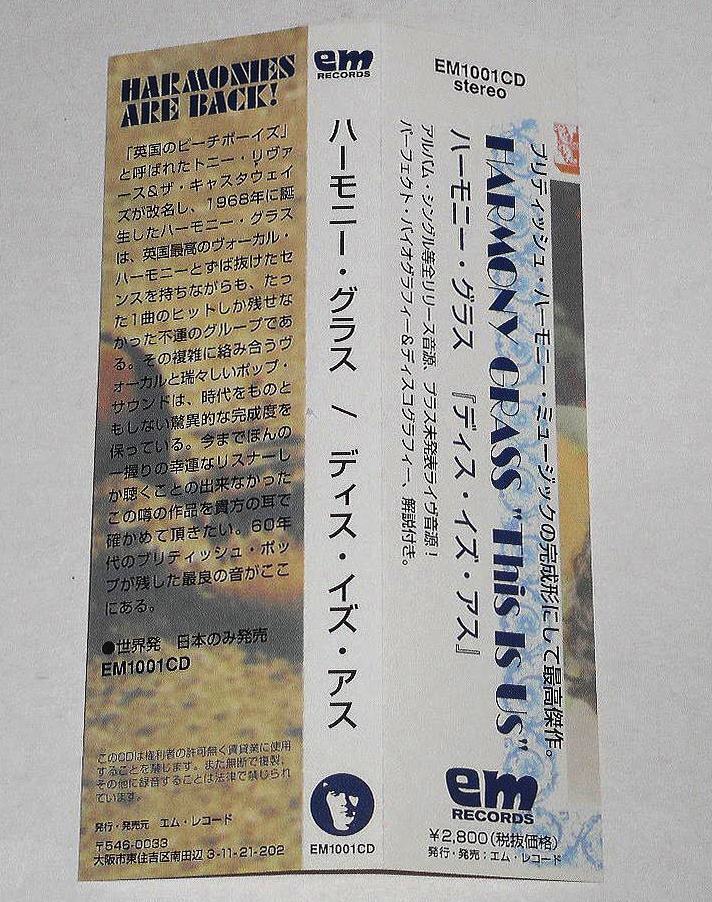 HARMONIES
ARE BACK!
「英国のビーチボーイズ」
と呼ばれたトニー・リヴァ
ース&ザ・キャスタウェイ
ズが改名し、1968年に誕
生したハーモニー・グラス
は、英国最高のヴォーカル・
ハーモニーとずば抜けたセ
ンスを持ちながらも、たっ
た1曲のヒットしか残せな
かった不運のグループであ
る。その複雑に絡み合うヴ
ォーカルと瑞々しいポップ・
サウンドは、時代をものと
もしない驚異的な完成度を
保っている。今までほんの
一握りの幸運なリスナーし
か聴くことの出来なかった
この噂の作品を貴方の耳で
確かめて頂きたい。60年
代のブリティッシュ・ポッ
プが残した最良の音がここ
にある。
●世界発 日本のみ発売
EM1001CD
このCDは権利者の許可無く賃貸業に使用
することを禁じます。また無断で複製、
その他に録音することは法律で禁じられ
ています。
発行・発売元 エム・レコード
〒546-0033
大阪市東住吉区南田辺 3-11-21-202
em
RECORDS
ハーモニー・グラス / ディス・イズ・アス
EM1001CD
EM1001CD
stereo
ブリティッシュ・ハーモニー・ミュージックの完成形にして最高傑作。
HARMONY GRASS "This Is Us"
ハーモニー・グラス 『ディス・イズ・アス』
アルバム・シングル等全リリース音源、プラス未発表ライヴ音源!
パーフェクト・バイオグラフィー&ディスコグラフィー、解説付き。
em
RECORDS
¥2,800(税抜価格)
発行・発売:エム・レコード